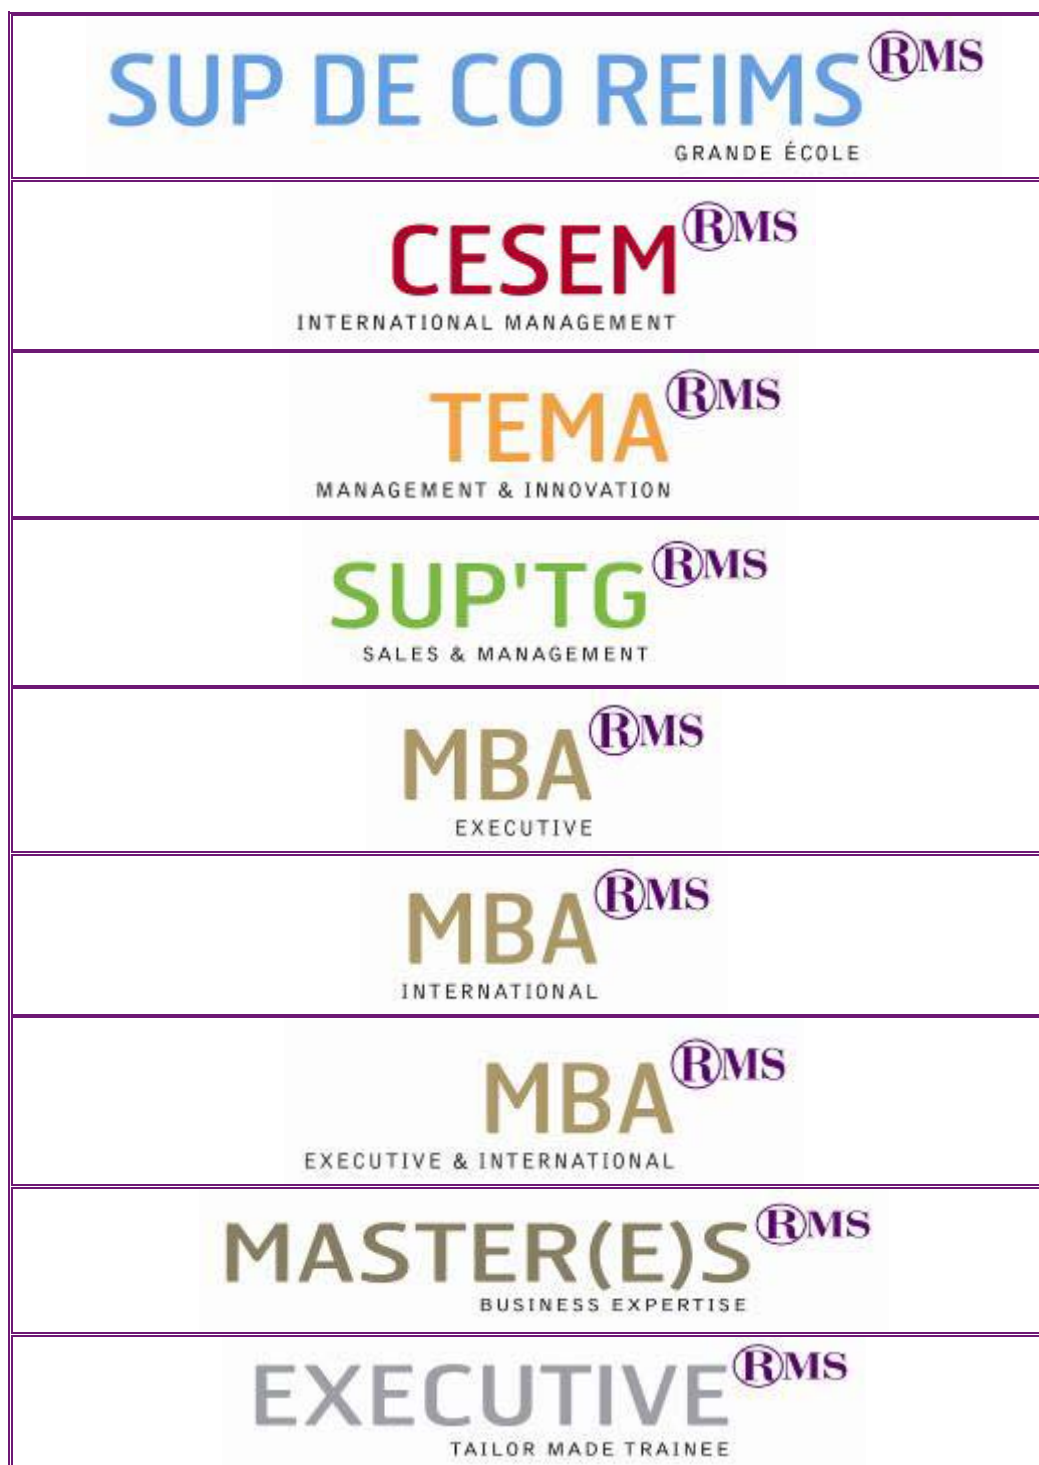 SUP DE CO REIMS RMS
GRANDE ÉCOLE
CESEM RMS
INTERNATIONAL MANAGEMENT
TEMA RMS
MANAGEMENT & INNOVATION
SUP'TG RMS
SALES & MANAGEMENT
MBA RMS
EXECUTIVE
MBA RMS
INTERNATIONAL
MBA RMS
EXECUTIVE & INTERNATIONAL
MASTER(E)S RMS
BUSINESS EXPERTISE
EXECUTIVE RMS
TAILOR MADE TRAINEE